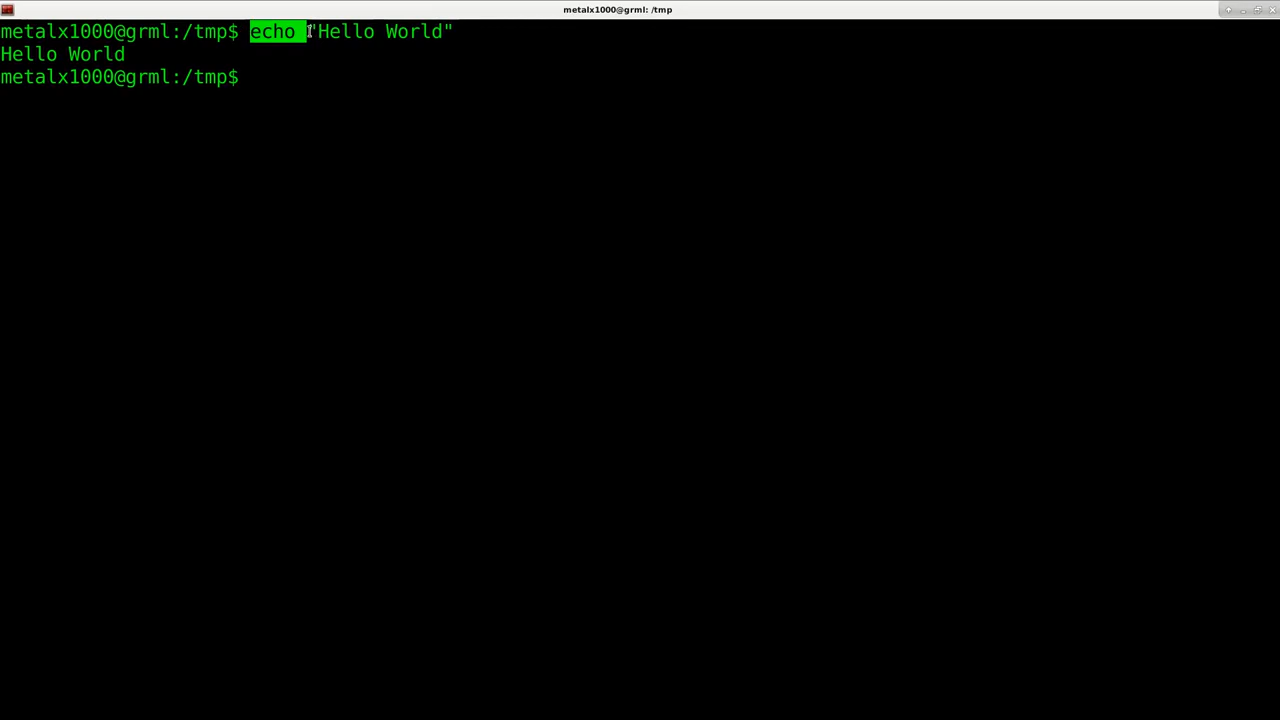 metalx1000@grml: /tmp
metalx1000@grml:/tmp$ echo "Hello World"
Hello World
metalx1000@grml:/tmp$